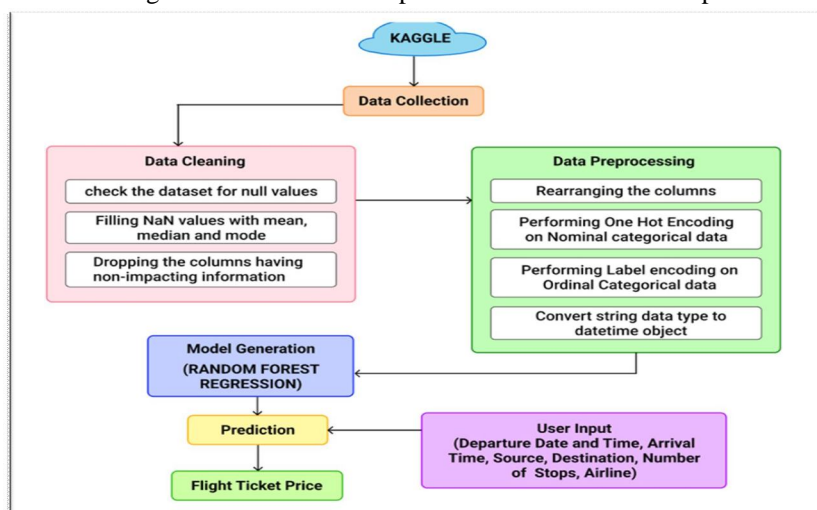 KAGGLE
Data Collection
Data Cleaning
check the dataset for null values
Filling NaN values with mean,
median and mode
Dropping the columns having
non-impacting information
Data Preprocessing
Rearranging the columns
Performing One Hot Encoding
on Nominal categorical data
Performing Label encoding on
Ordinal Categorical data
Convert string data type to
datetime object
Model Generation
(RANDOM FOREST
REGRESSION)
Prediction
User Input
(Departure Date and Time, Arrival
Time, Source, Destination, Number
of Stops, Airline)
Flight Ticket Price